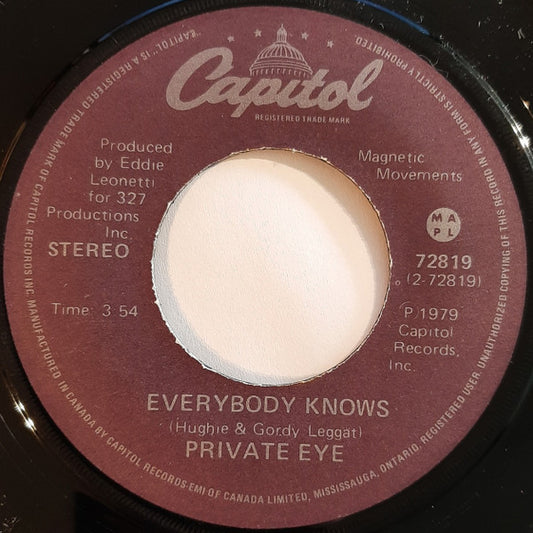 Capitol
REGISTERED TRADE MARK
Produced
by Eddie
Leonetti
for 327
Productions
Inc.
STEREO
Time: 3:54
Magnetic
Movements
M A
P L
72819
(2-72819)
P 1979
Capitol
Records,
Inc.
EVERYBODY KNOWS
(Hughie & Gordy Leggat)
PRIVATE EYE
MANUFACTURED IN CANADA BY CAPITOL RECORDS-EMI OF CANADA LIMITED, MISSISSAUGA, ONTARIO. REGISTERED USER. UNAUTHORIZED COPYING OF THIS RECORD IN ANY FORM IS STRICTLY PROHIBITED. "CAPITOL" IS A REGISTERED TRADE MARK OF CAPITOL RECORDS INC.